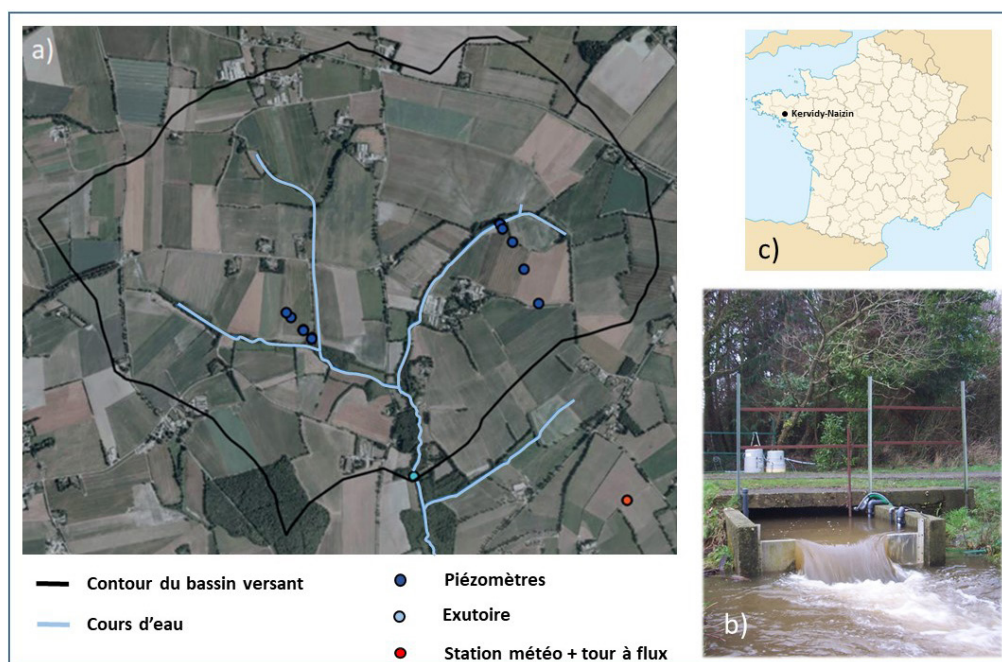 a)
Kervidy-Naizin
c)
b)
Contour du bassin versant
Cours d'eau
Piézomètres
Exutoire
Station météo + tour à flux